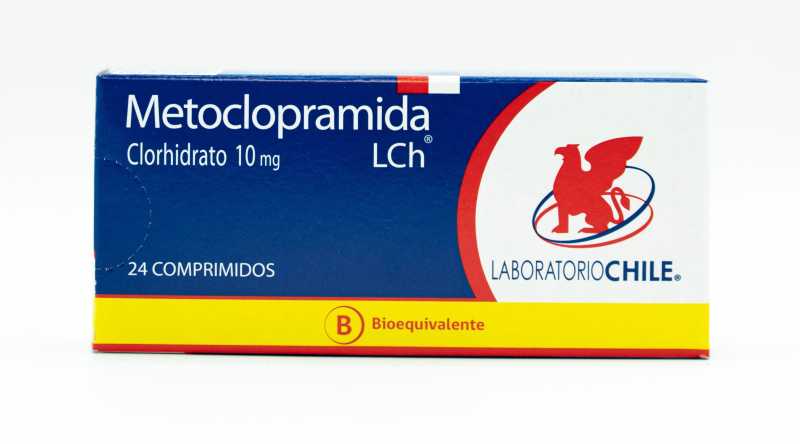 Metoclopramida
Clorhidrato 10 mg LCh®
24 COMPRIMIDOS
LABORATORIOCHILE®
B Bioequivalente